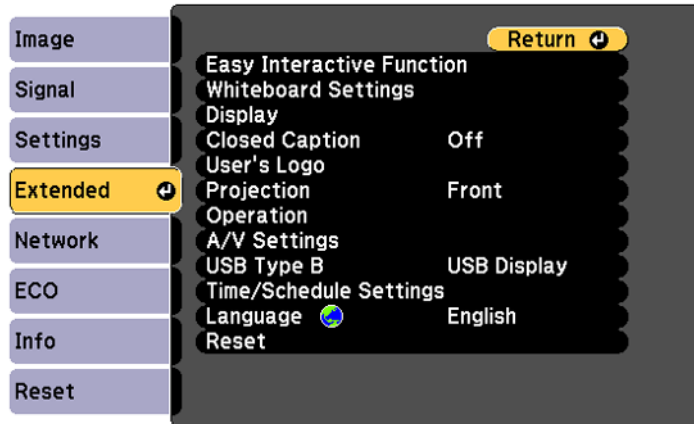 Image
Signal
Settings
Extended
Network
ECO
Info
Reset
Return
Easy Interactive Function
Whiteboard Settings
Display
Closed Caption Off
User's Logo
Projection Front
Operation
A/V Settings
USB Type B USB Display
Time/Schedule Settings
Language English
Reset